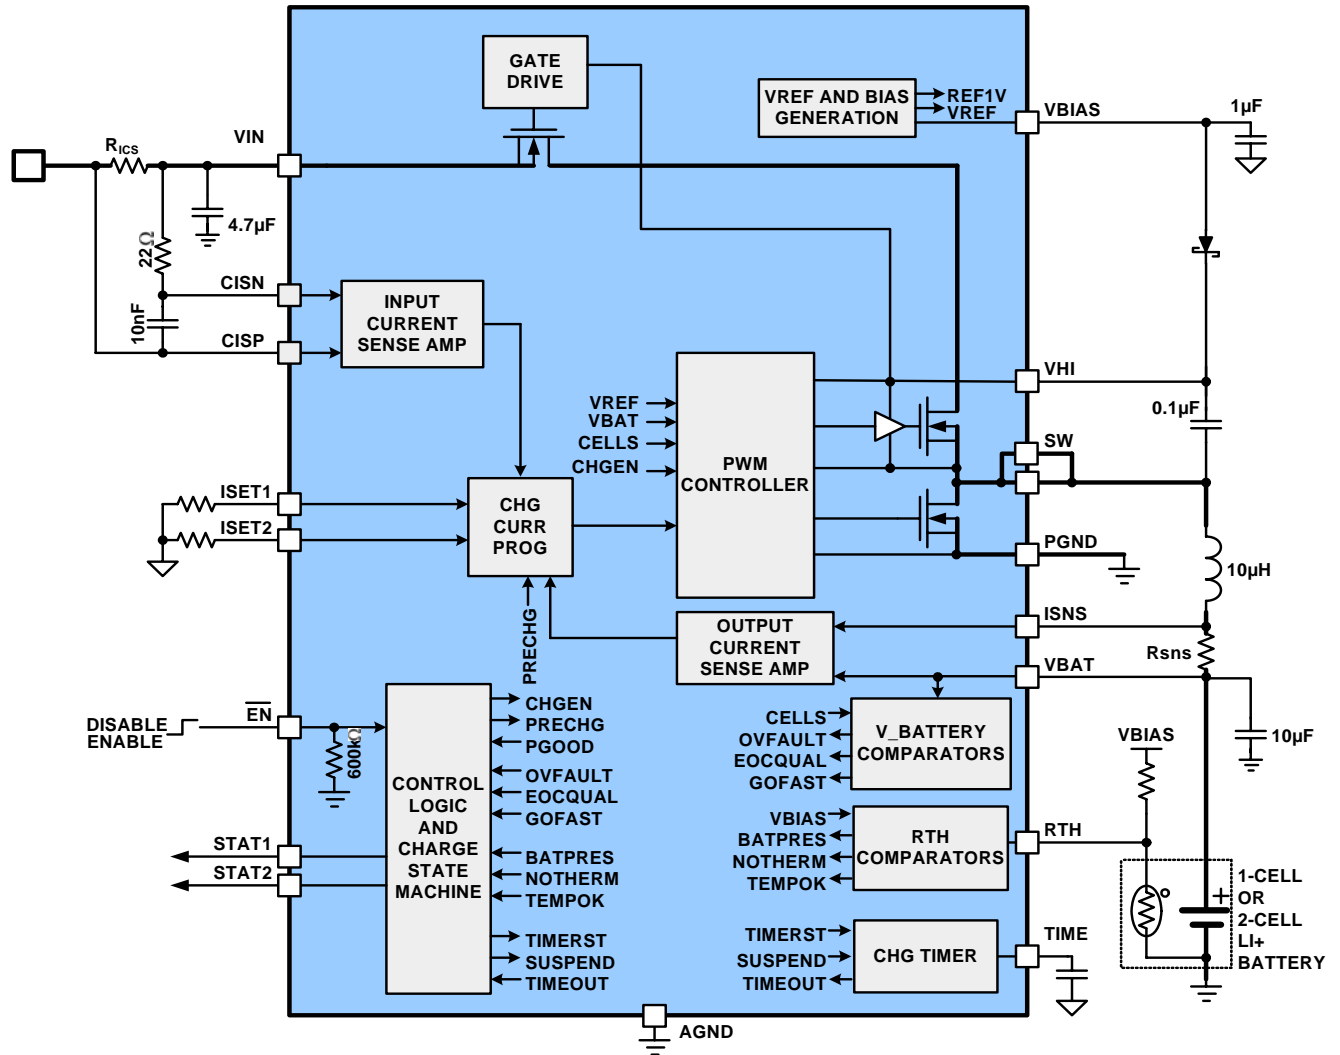 GATE
DRIVE
VREF AND BIAS
GENERATION
REF1V
VREF
VBIAS
1µF
VIN
RICS
4.7µF
22Ω
10nF
CISN
CISP
INPUT
CURRENT
SENSE AMP
VHI
0.1µF
SW
VREF
VBAT
CELLS
CHGEN
PWM
CONTROLLER
ISET1
ISET2
CHG
CURR
PROG
PRECHG
PGND
10µH
ISNS
Rsns
VBAT
OUTPUT
CURRENT
SENSE AMP
DISABLE
ENABLE
EN
600kΩ
STAT1
STAT2
CONTROL
LOGIC
AND
CHARGE
STATE
MACHINE
CHGEN
PRECHG
PGOOD
OVFAULT
EOCQUAL
GOFAST
BATPRES
NOTHERM
TEMPOK
TIMERST
SUSPEND
TIMEOUT
CELLS
OVFAULT
EOCQUAL
GOFAST
V_BATTERY
COMPARATORS
VBIAS
BATPRES
NOTHERM
TEMPOK
RTH
COMPARATORS
RTH
TIMERST
SUSPEND
TIMEOUT
CHG TIMER
TIME
VBIAS
10µF
+
1-CELL
OR
2-CELL
LI+
BATTERY
AGND